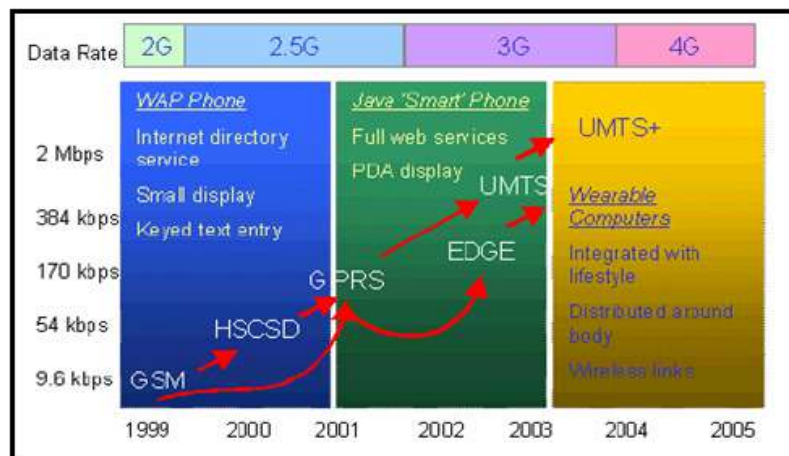 Data Rate
2G
2.5G
3G
4G
WAP Phone
Internet directory
service
Small display
Keyed text entry
Java 'Smart' Phone
Full web services
PDA display
UMTS+
Wearable
Computers
Integrated with
lifestyle
Distributed around
body
Wireless links
2 Mbps
384 kbps
170 kbps
54 kbps
9.6 kbps
UMTS
EDGE
GPRS
HSCSD
GSM
1999
2000
2001
2002
2003
2004
2005